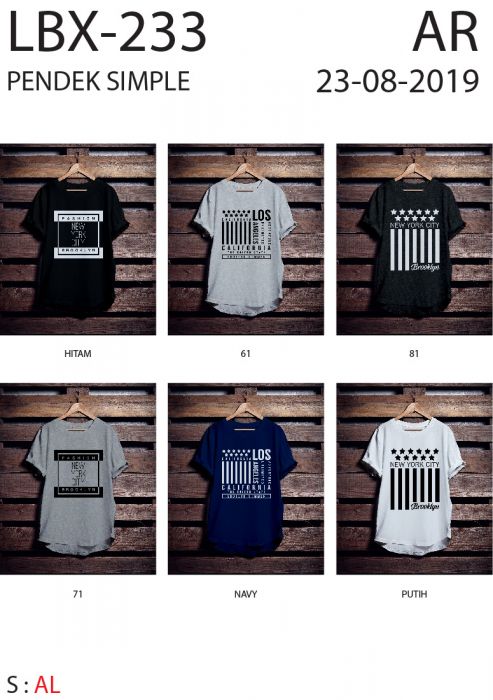 LBX-233
AR
PENDEK SIMPLE
23-08-2019
FASHION
NEW
YORK
CITY
BROOKLYN
LOS
ANGELES
CALIFORNIA
HITAM
61
NEW YORK CITY
Brooklyn
81
FASHION
NEW
YORK
CITY
BROOKLYN
71
LOS
ANGELES
CALIFORNIA
NAVY
NEW YORK CITY
Brooklyn
PUTIH
S : AL